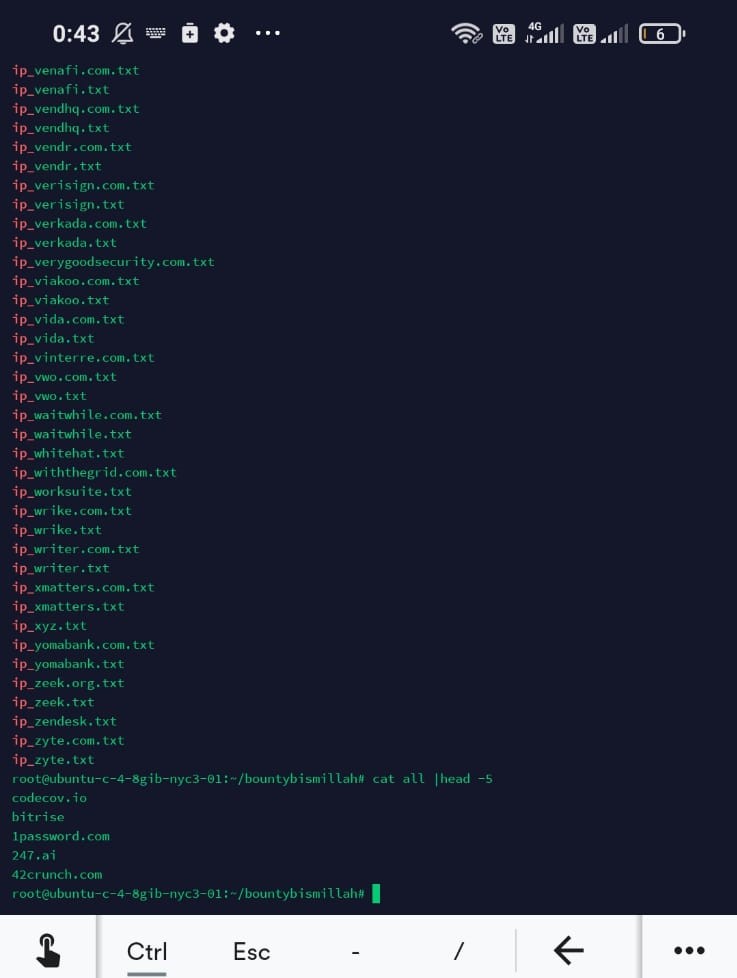 0:43 Vo LTE 4G Vo LTE 6
ip_venafi.com.txt
ip_venafi.txt
ip_vendhq.com.txt
ip_vendhq.txt
ip_vendr.com.txt
ip_vendr.txt
ip_verisign.com.txt
ip_verisign.txt
ip_verkada.com.txt
ip_verkada.txt
ip_verygoodsecurity.com.txt
ip_viakoo.com.txt
ip_viakoo.txt
ip_vida.com.txt
ip_vida.txt
ip_vinterre.com.txt
ip_vwo.com.txt
ip_vwo.txt
ip_waitwhile.com.txt
ip_waitwhile.txt
ip_whitehat.txt
ip_withthegrid.com.txt
ip_worksuite.txt
ip_wrike.com.txt
ip_wrike.txt
ip_writer.com.txt
ip_writer.txt
ip_xmatters.com.txt
ip_xmatters.txt
ip_xyz.txt
ip_yomabank.com.txt
ip_yomabank.txt
ip_zeek.org.txt
ip_zeek.txt
ip_zendesk.txt
ip_zyte.com.txt
ip_zyte.txt
root@ubuntu-c-4-8gib-nyc3-01:~/bountybismillah# cat all |head -5
codecov.io
bitrise
1password.com
247.ai
42crunch.com
root@ubuntu-c-4-8gib-nyc3-01:~/bountybismillah#
Ctrl Esc - /